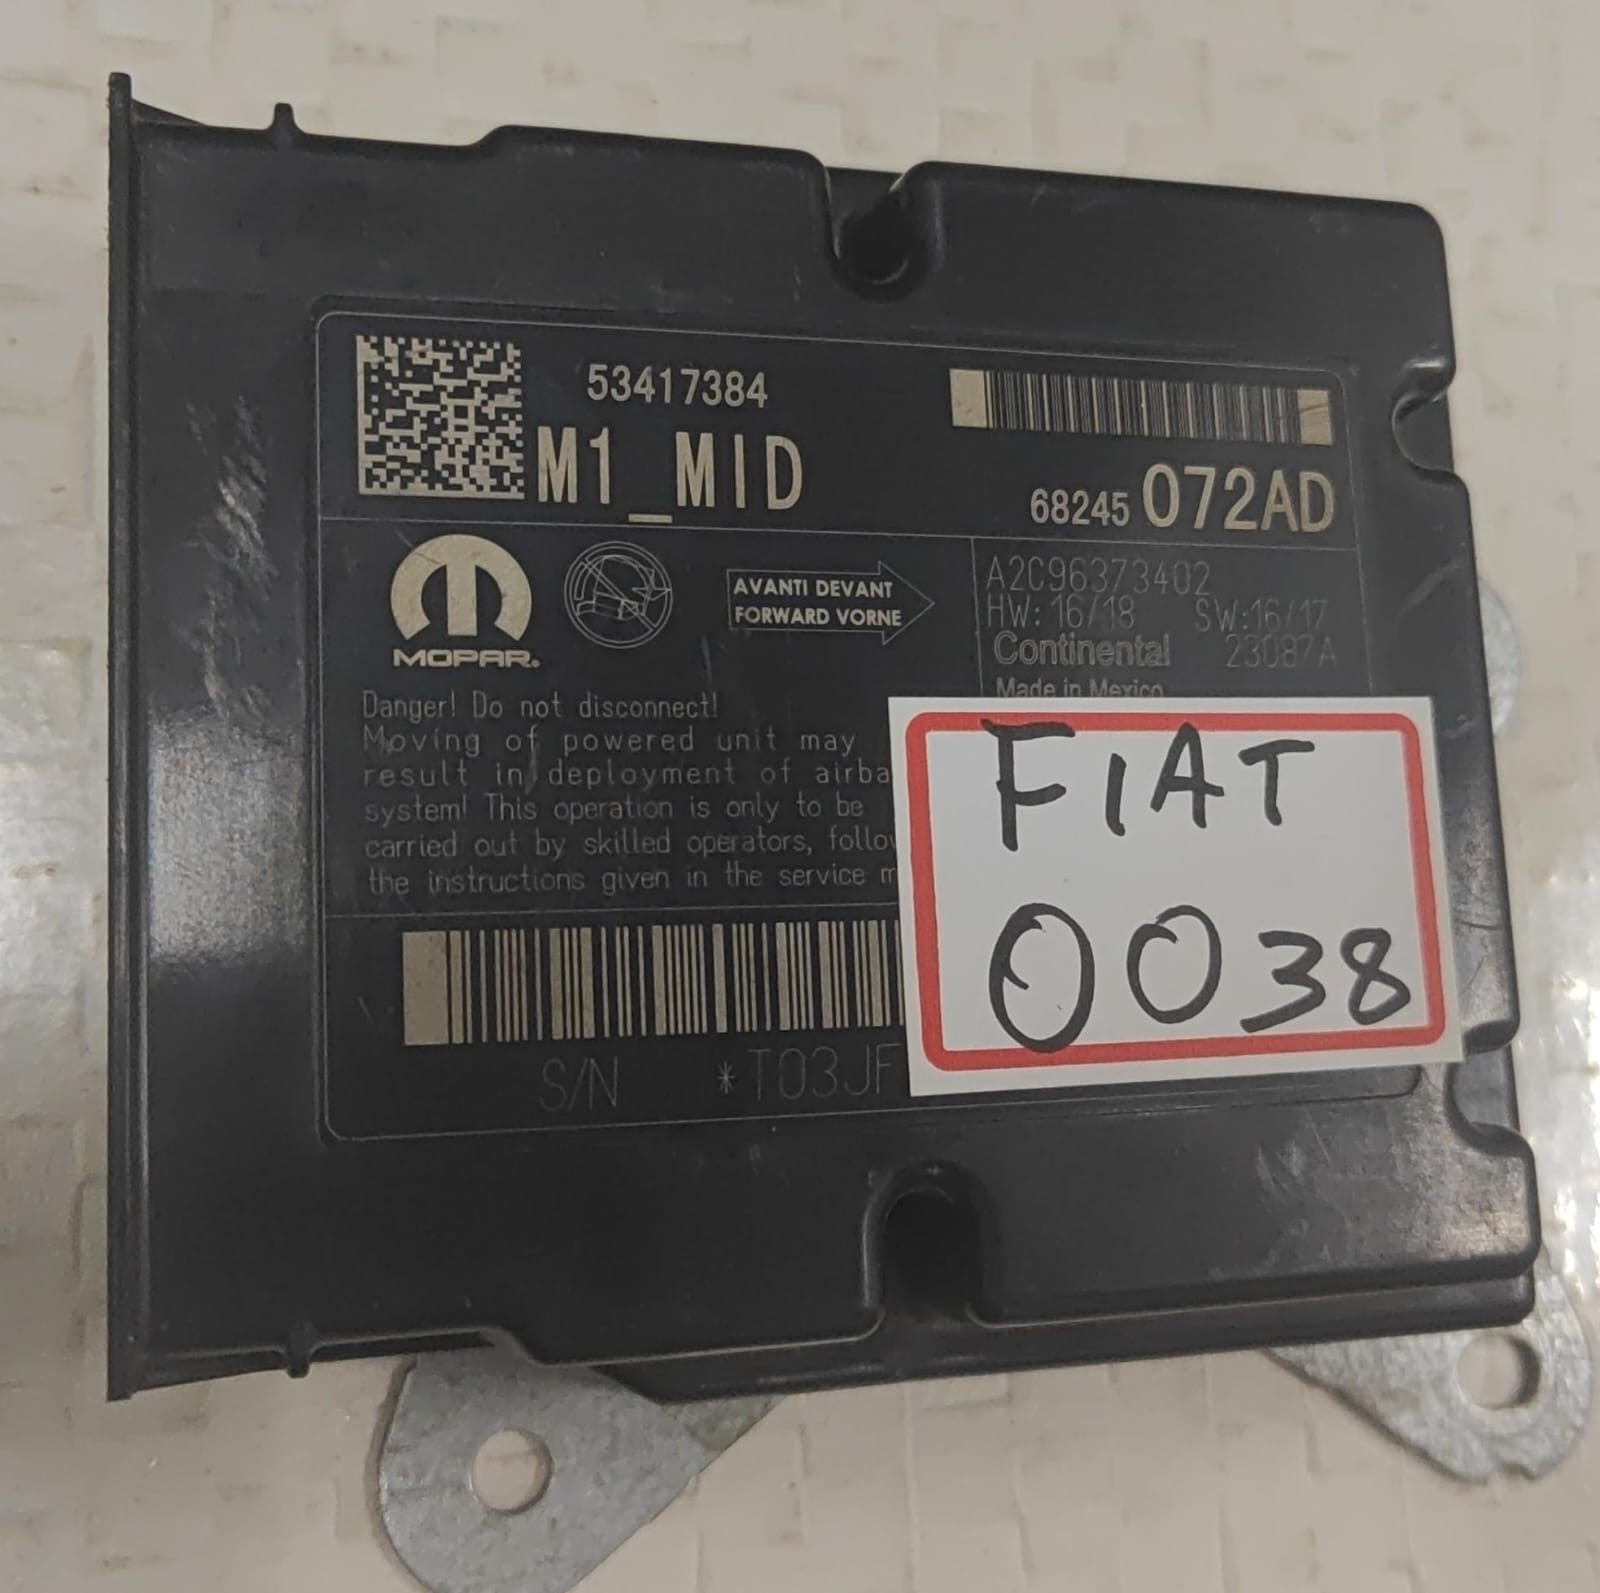 53417384
M1_MID
68245 072AD
MOPAR®
AVANTI DEVANT
FORWARD VORNE
A2C96373402
HW: 16/18 SW:16/17
Continental 23087A
Made in Mexico
Danger! Do not disconnect!
Moving of powered unit may
result in deployment of airba
system! This operation is only to be
carried out by skilled operators, follow
the instructions given in the service m
S/N *T03JF
FIAT
0038